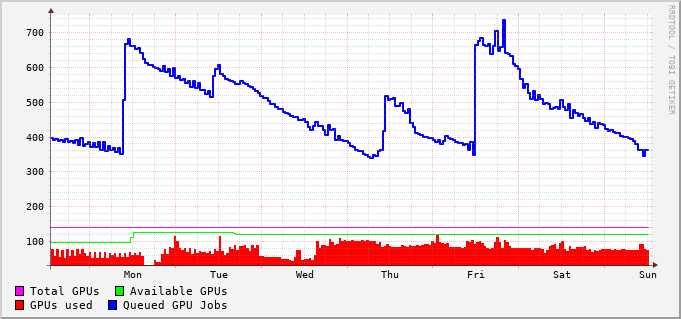 700
600
500
400
300
200
100
Mon Tue Wed Thu Fri Sat Sun
Total GPUs Available GPUs
GPUs used Queued GPU Jobs
RRDTOOL / TOBI OETIKER